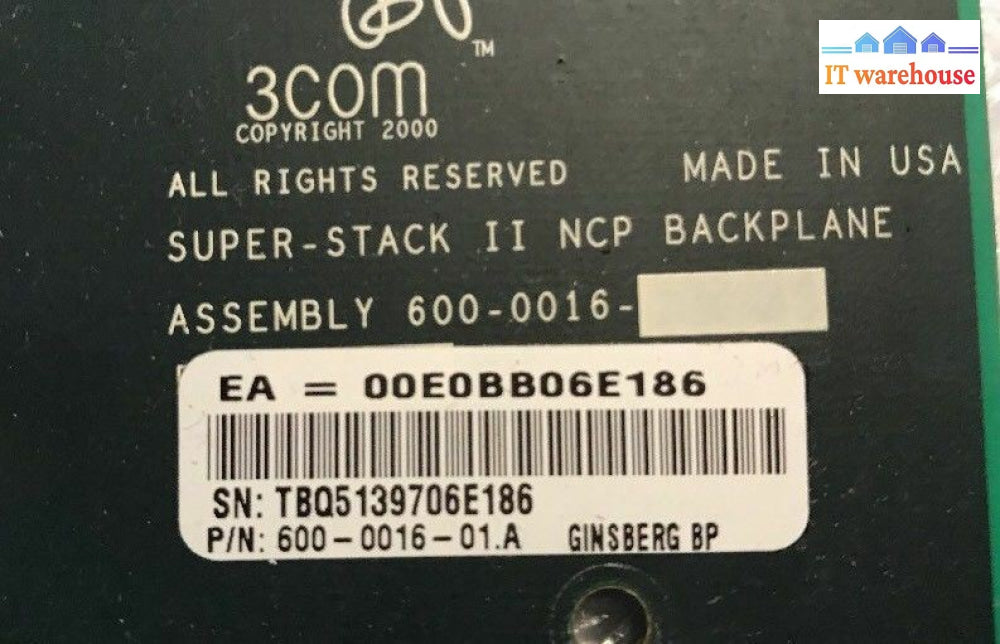 TM
IT warehouse
3COM
COPYRIGHT 2000
ALL RIGHTS RESERVED MADE IN USA
SUPER-STACK II NCP BACKPLANE
ASSEMBLY 600-0016-
EA = 00E0BB06E186
SN: TBQ5139706E186
P/N: 600-0016-01.A GINSBERG BP